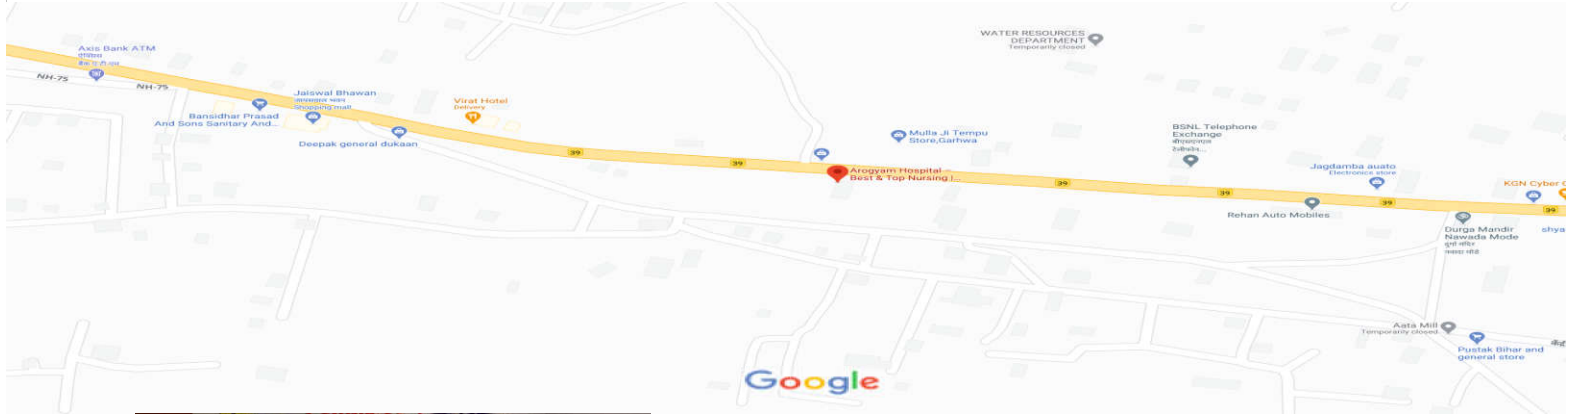 Axis Bank ATM
NH-75
NH-75
Jaiswal Bhawan
Shopping mall
Bansidhar Prasad
And Sons Sanitary And...
Deepak general dukaan
Virat Hotel
Delivery
39
39
Arogyam Hospital -
Best & Top Nursing |...
Mulla Ji Tempu
Store,Garhwa
WATER RESOURCES
DEPARTMENT
Temporarily closed
BSNL Telephone
Exchange
39
39
39
39
Jagdamba auato
Electronics store
Rehan Auto Mobiles
KGN Cyber
Durga Mandir
Nawada Mode
दुर्गा मंदिर
नवादा मोड़
shya
Aata Mill
Temporarily closed
Pustak Bihar and
general store
Google